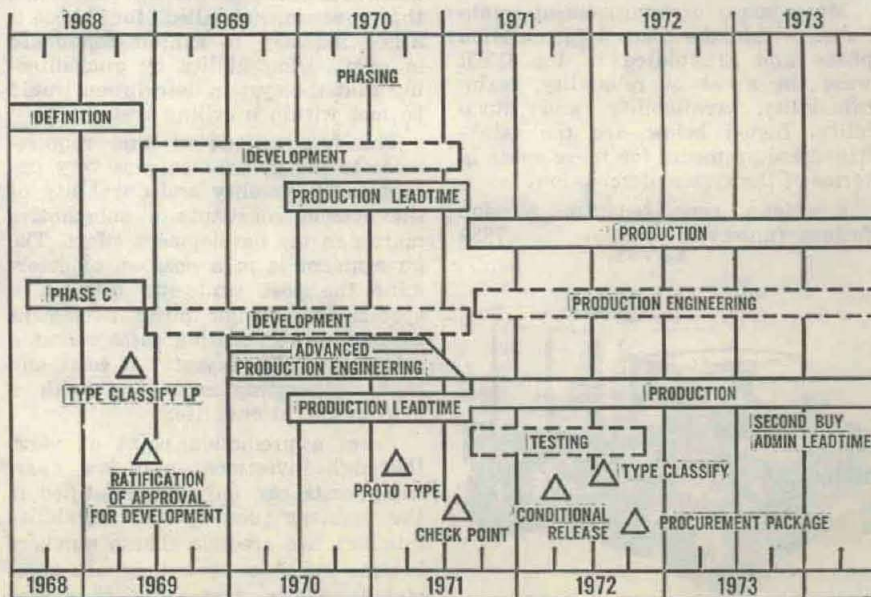 1968 1969 1970 1971 1972 1973
PHASING
DEFINITION
DEVELOPMENT
PRODUCTION LEADTIME
PRODUCTION
PHASE C
PRODUCTION ENGINEERING
DEVELOPMENT
ADVANCED
PRODUCTION ENGINEERING
TYPE CLASSIFY LP
PRODUCTION
PRODUCTION LEADTIME
SECOND BUY
ADMIN LEADTIME
TESTING
RATIFICATION
OF APPROVAL
FOR DEVELOPMENT
PROTO TYPE
TYPE CLASSIFY
CHECK POINT
CONDITIONAL
RELEASE
PROCUREMENT PACKAGE
1968 1969 1970 1971 1972 1973